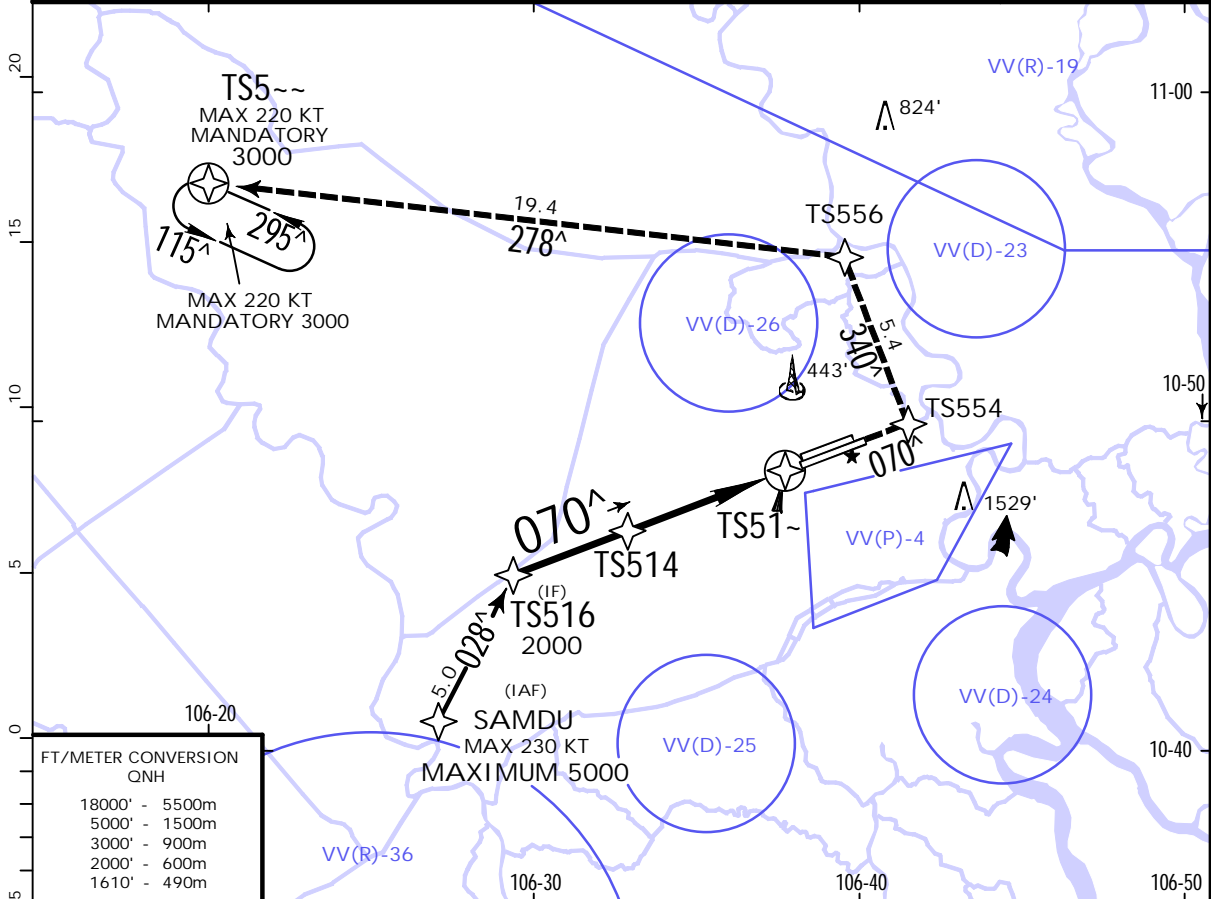 20
15
10
5
0
5
11-00
10-50
10-40
106-20
106-30
106-40
106-50
VV(R)-19
824'
TS5~~
MAX 220 KT
MANDATORY
3000
295^
115^
MAX 220 KT
MANDATORY 3000
19.4
278^
TS556
VV(D)-23
VV(D)-26
5.4
340^
443'
TS554
070^
070^
TS51~
TS514
VV(P)-4
1529'
(IF)
TS516
2000
028^
5.0
(IAF)
SAMDU
MAX 230 KT
MAXIMUM 5000
VV(D)-25
VV(D)-24
VV(R)-36
FT/METER CONVERSION
QNH
18000' - 5500m
5000' - 1500m
3000' - 900m
2000' - 600m
1610' - 490m